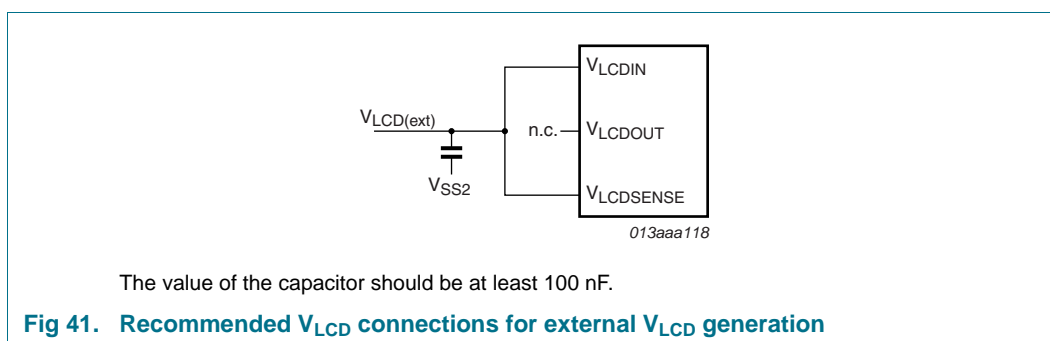 VLCDIN
VLCD(ext)
n.c.
VLCDOUT
VSS2
VLCDSENSE
013aaa118
The value of the capacitor should be at least 100 nF.
Fig 41. Recommended VLCD connections for external VLCD generation